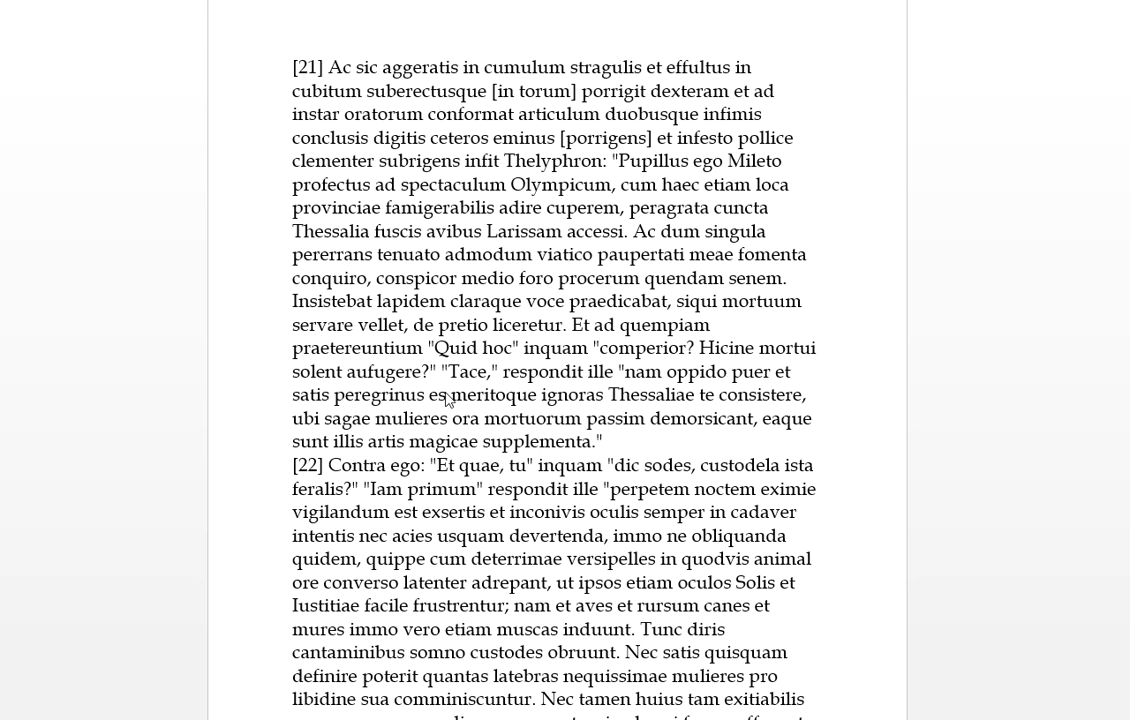 [21] Ac sic aggeratis in cumulum stragulis et effultus in
cubitum suberectusque [in torum] porrigit dexteram et ad
instar oratorum conformat articulum duobusque infimis
conclusis digitis ceteros eminus [porrigens] et infesto pollice
clementer subrigens infit Thelyphron: "Pupillus ego Mileto
profectus ad spectaculum Olympicum, cum haec etiam loca
provinciae famigerabilis adire cuperem, peragrata cuncta
Thessalia fuscis avibus Larissam accessi. Ac dum singula
pererrans tenuato admodum viatico paupertati meae fomenta
conquiro, conspicor medio foro procerum quendam senem.
Insistebat lapidem claraque voce praedicabat, siqui mortuum
servare vellet, de pretio liceretur. Et ad quempiam
praetereuntium "Quid hoc" inquam "comperior? Hicine mortui
solent aufugere?" "Tace," respondit ille "nam oppido puer et
satis peregrinus es meritoque ignoras Thessaliae te consistere,
ubi sagae mulieres ora mortuorum passim demorsicant, eaque
sunt illis artis magicae supplementa."
[22] Contra ego: "Et quae, tu" inquam "dic sodes, custodela ista
feralis?" "Iam primum" respondit ille "perpetem noctem eximie
vigilandum est exsertis et inconivis oculis semper in cadaver
intentis nec acies usquam devertenda, immo ne obliquanda
quidem, quippe cum deterrimae versipelles in quodvis animal
ore converso latenter adrepant, ut ipsos etiam oculos Solis et
Iustitiae facile frustrentur; nam et aves et rursum canes et
mures immo vero etiam muscas induunt. Tunc diris
cantaminibus somno custodes obruunt. Nec satis quisquam
definire poterit quantas latebras nequissimae mulieres pro
libidine sua comminiscuntur. Nec tamen huius tam exitiabilis